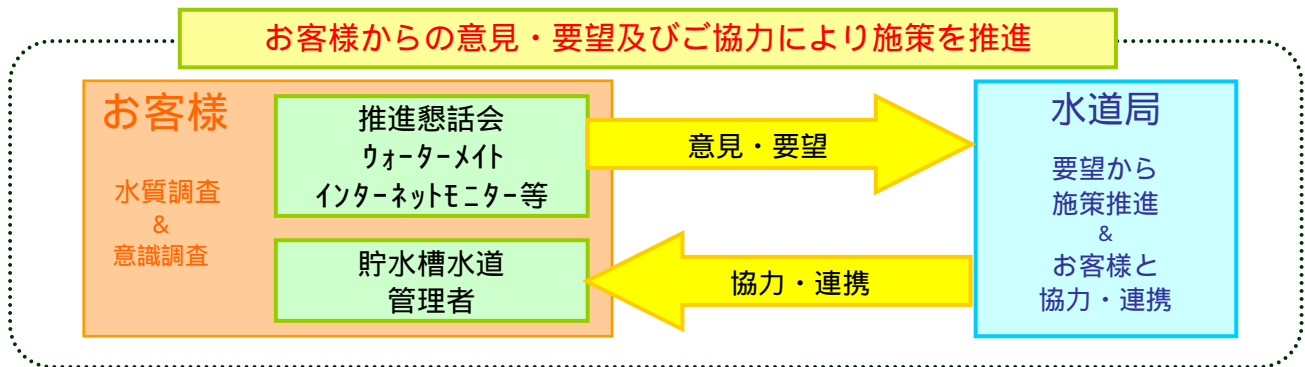 お客様からの意見・要望及びご協力により施策を推進
お客様
水質調査
&
意識調査
推進懇話会
ｳｫｰﾀｰﾒｲﾄ
ｲﾝﾀｰﾈｯﾄﾓﾆﾀｰ等
貯水槽水道
管理者
意見・要望
協力・連携
水道局
要望から
施策推進
&
お客様と
協力・連携